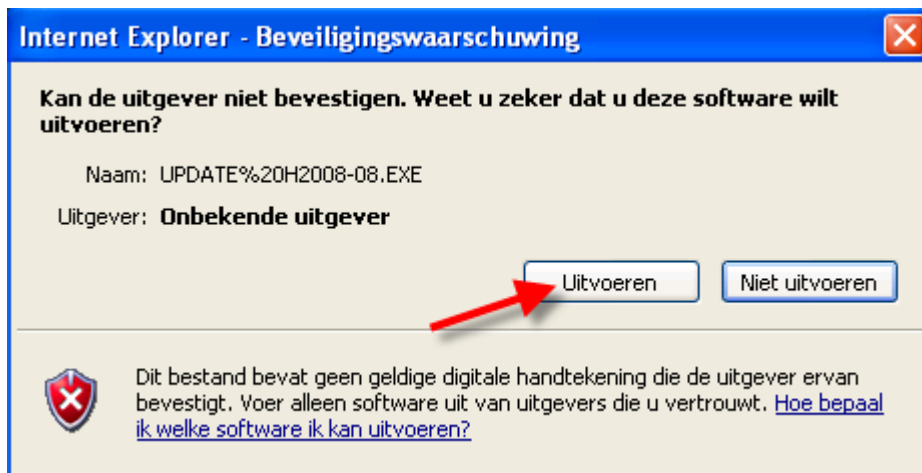 Internet Explorer - Beveiligingswaarschuwing
Kan de uitgever niet bevestigen. Weet u zeker dat u deze software wilt
uitvoeren?
Naam: UPDATE%20H2008-08.EXE
Uitgever: Onbekende uitgever
Uitvoeren Niet uitvoeren
Dit bestand bevat geen geldige digitale handtekening die de uitgever ervan
bevestigt. Voer alleen software uit van uitgevers die u vertrouwt. Hoe bepaal
ik welke software ik kan uitvoeren?